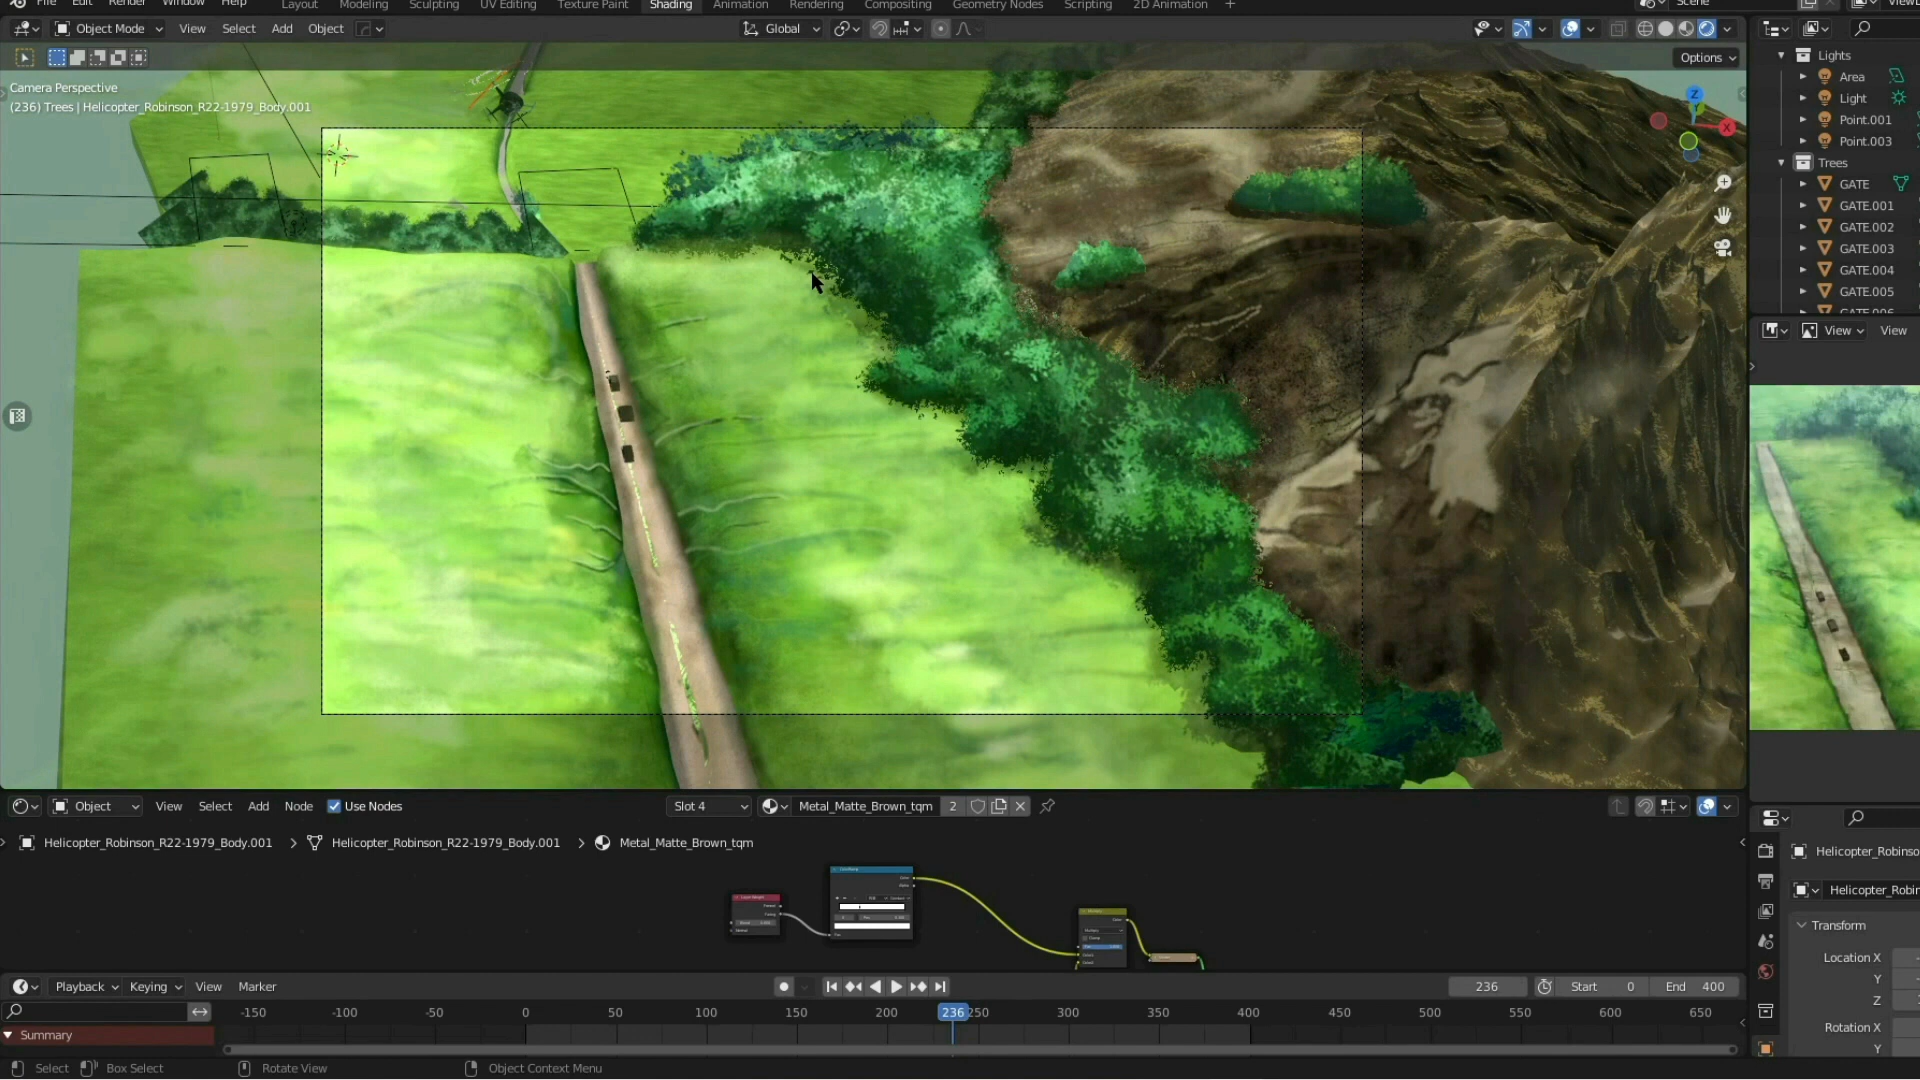 File Edit Render Window Help Layout Modeling Sculpting UV Editing Texture Paint Shading Animation Rendering Compositing Geometry Nodes Scripting 2D Animation + Scene
Object Mode View Select Add Object Global
Options
Camera Perspective
(236) Trees | Helicopter_Robinson_R22-1979_Body.001
Z
X
Lights
Area
Light
Point.001
Point.003
Trees
GATE
GATE.001
GATE.002
GATE.003
GATE.004
GATE.005
GATE.006
View View
Object View Select Add Node Use Nodes Slot 4 Metal_Matte_Brown_tqm 2
Helicopter_Robinson_R22-1979_Body.001 > Helicopter_Robinson_R22-1979_Body.001 > Metal_Matte_Brown_tqm
Helicopter_Robinso
Helicopter_Robin
Transform
Location X
Y
Z
Rotation X
Y
Playback Keying View Marker 236 Start 0 End 400
-150 -100 -50 0 50 100 150 200 236 250 300 350 400 450 500 550 600 650
Summary
Select Box Select Rotate View Object Context Menu